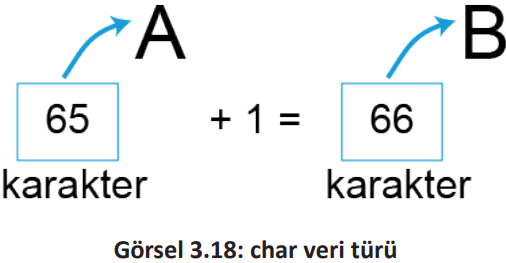 A B
65 + 1 = 66
karakter karakter
Görsel 3.18: char veri türü